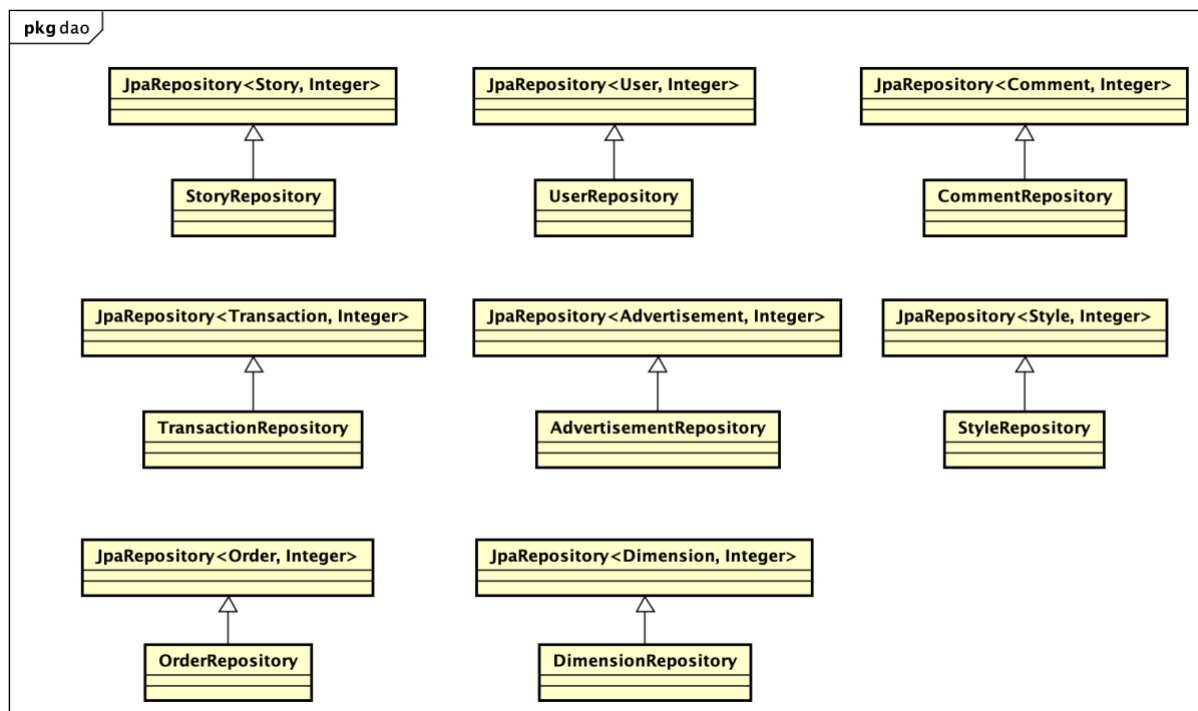 pkg dao
JpaRepository<Story, Integer>
JpaRepository<User, Integer>
JpaRepository<Comment, Integer>
StoryRepository
UserRepository
CommentRepository
JpaRepository<Transaction, Integer>
JpaRepository<Advertisement, Integer>
JpaRepository<Style, Integer>
TransactionRepository
AdvertisementRepository
StyleRepository
JpaRepository<Order, Integer>
JpaRepository<Dimension, Integer>
OrderRepository
DimensionRepository